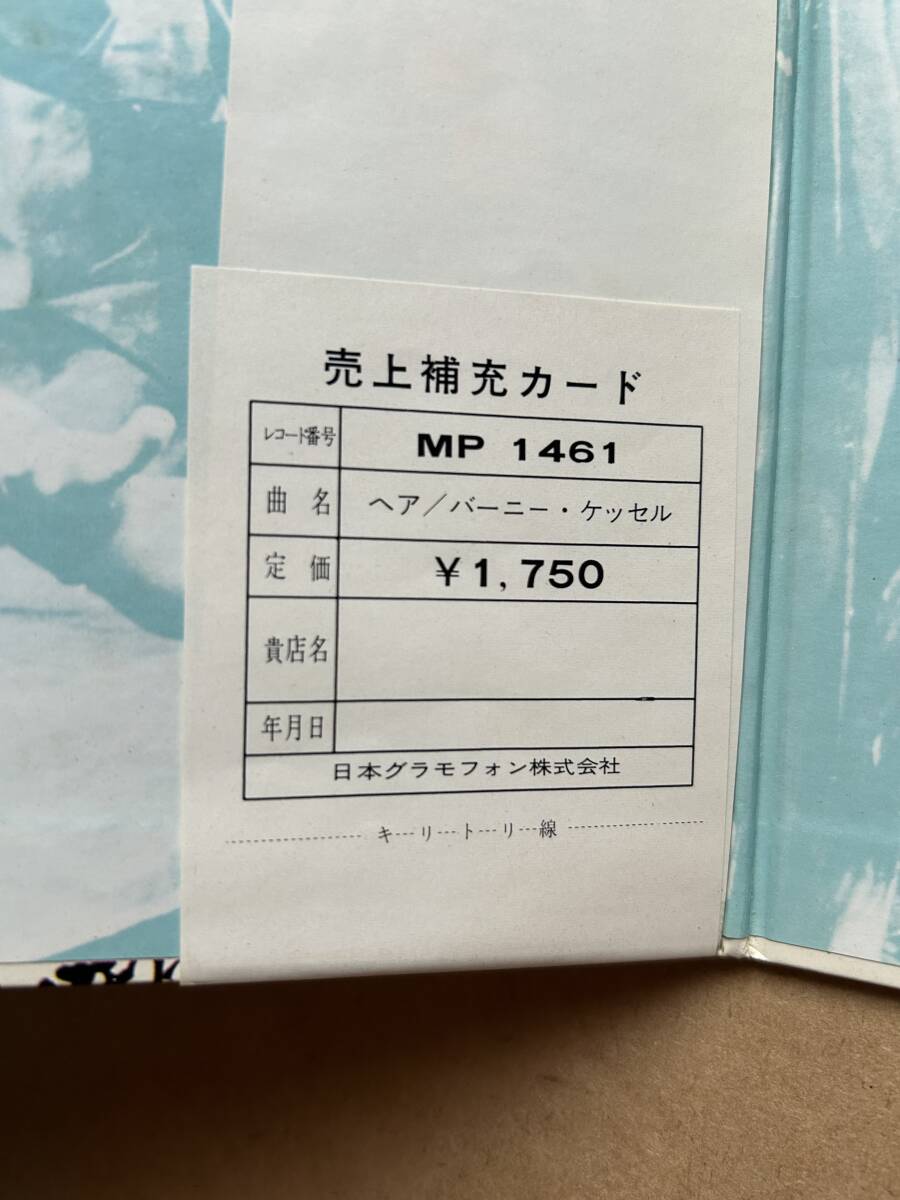 売上補充カード
レコード番号 MP 1461
曲名 ヘア／バーニー・ケッセル
定価 ¥1,750
貴店名
年月日
日本グラモフォン株式会社
キ リ ト リ 線